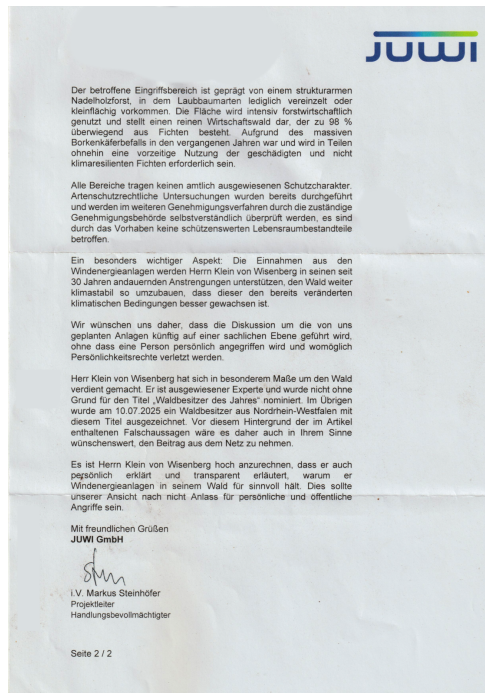 JUWI
Der betroffene Eingriffsbereich ist geprägt von einem strukturarmen
Nadelholzforst, in dem Laubbaumarten lediglich vereinzelt oder
kleinflächig vorkommen. Die Fläche wird intensiv forstwirtschaftlich
genutzt und stellt einen reinen Wirtschaftswald dar, der zu 98 %
überwiegend aus Fichten besteht. Aufgrund des massiven
Borkenkäferbefalls in den vergangenen Jahren war und wird in Teilen
ohnehin eine vorzeitige Nutzung der geschädigten und nicht
klimaresilienten Fichten erforderlich sein.
Alle Bereiche tragen keinen amtlich ausgewiesenen Schutzcharakter.
Artenschutzrechtliche Untersuchungen wurden bereits durchgeführt
und werden im weiteren Genehmigungsverfahren durch die zuständige
Genehmigungsbehörde selbstverständlich überprüft werden, es sind
durch das Vorhaben keine schützenswerten Lebensraumbestandteile
betroffen.
Ein besonders wichtiger Aspekt: Die Einnahmen aus den
Windenergieanlagen werden Herrn Klein von Wisenberg in seinen seit
30 Jahren andauernden Anstrengungen unterstützen, den Wald weiter
klimastabil so umzubauen, dass dieser den bereits veränderten
klimatischen Bedingungen besser gewachsen ist.
Wir wünschen uns daher, dass die Diskussion um die von uns
geplanten Anlagen künftig auf einer sachlichen Ebene geführt wird,
ohne dass eine Person persönlich angegriffen wird und womöglich
Persönlichkeitsrechte verletzt werden.
Herr Klein von Wisenberg hat sich in besonderem Maße um den Wald
verdient gemacht. Er ist ausgewiesener Experte und wurde nicht ohne
Grund für den Titel „Waldbesitzer des Jahres“ nominiert. Im Übrigen
wurde am 10.07.2025 ein Waldbesitzer aus Nordrhein-Westfalen mit
diesem Titel ausgezeichnet. Vor diesem Hintergrund der im Artikel
enthaltenen Falschaussagen wäre es daher auch in Ihrem Sinne
wünschenswert, den Beitrag aus dem Netz zu nehmen.
Es ist Herrn Klein von Wisenberg hoch anzurechnen, dass er auch
persönlich erklärt und transparent erläutert, warum er
Windenergieanlagen in seinem Wald für sinnvoll hält. Dies sollte
unserer Ansicht nach nicht Anlass für persönliche und öffentliche
Angriffe sein.
Mit freundlichen Grüßen
JUWI GmbH
i.V. Markus Steinhöfer
Projektleiter
Handlungsbevollmächtigter
Seite 2 / 2